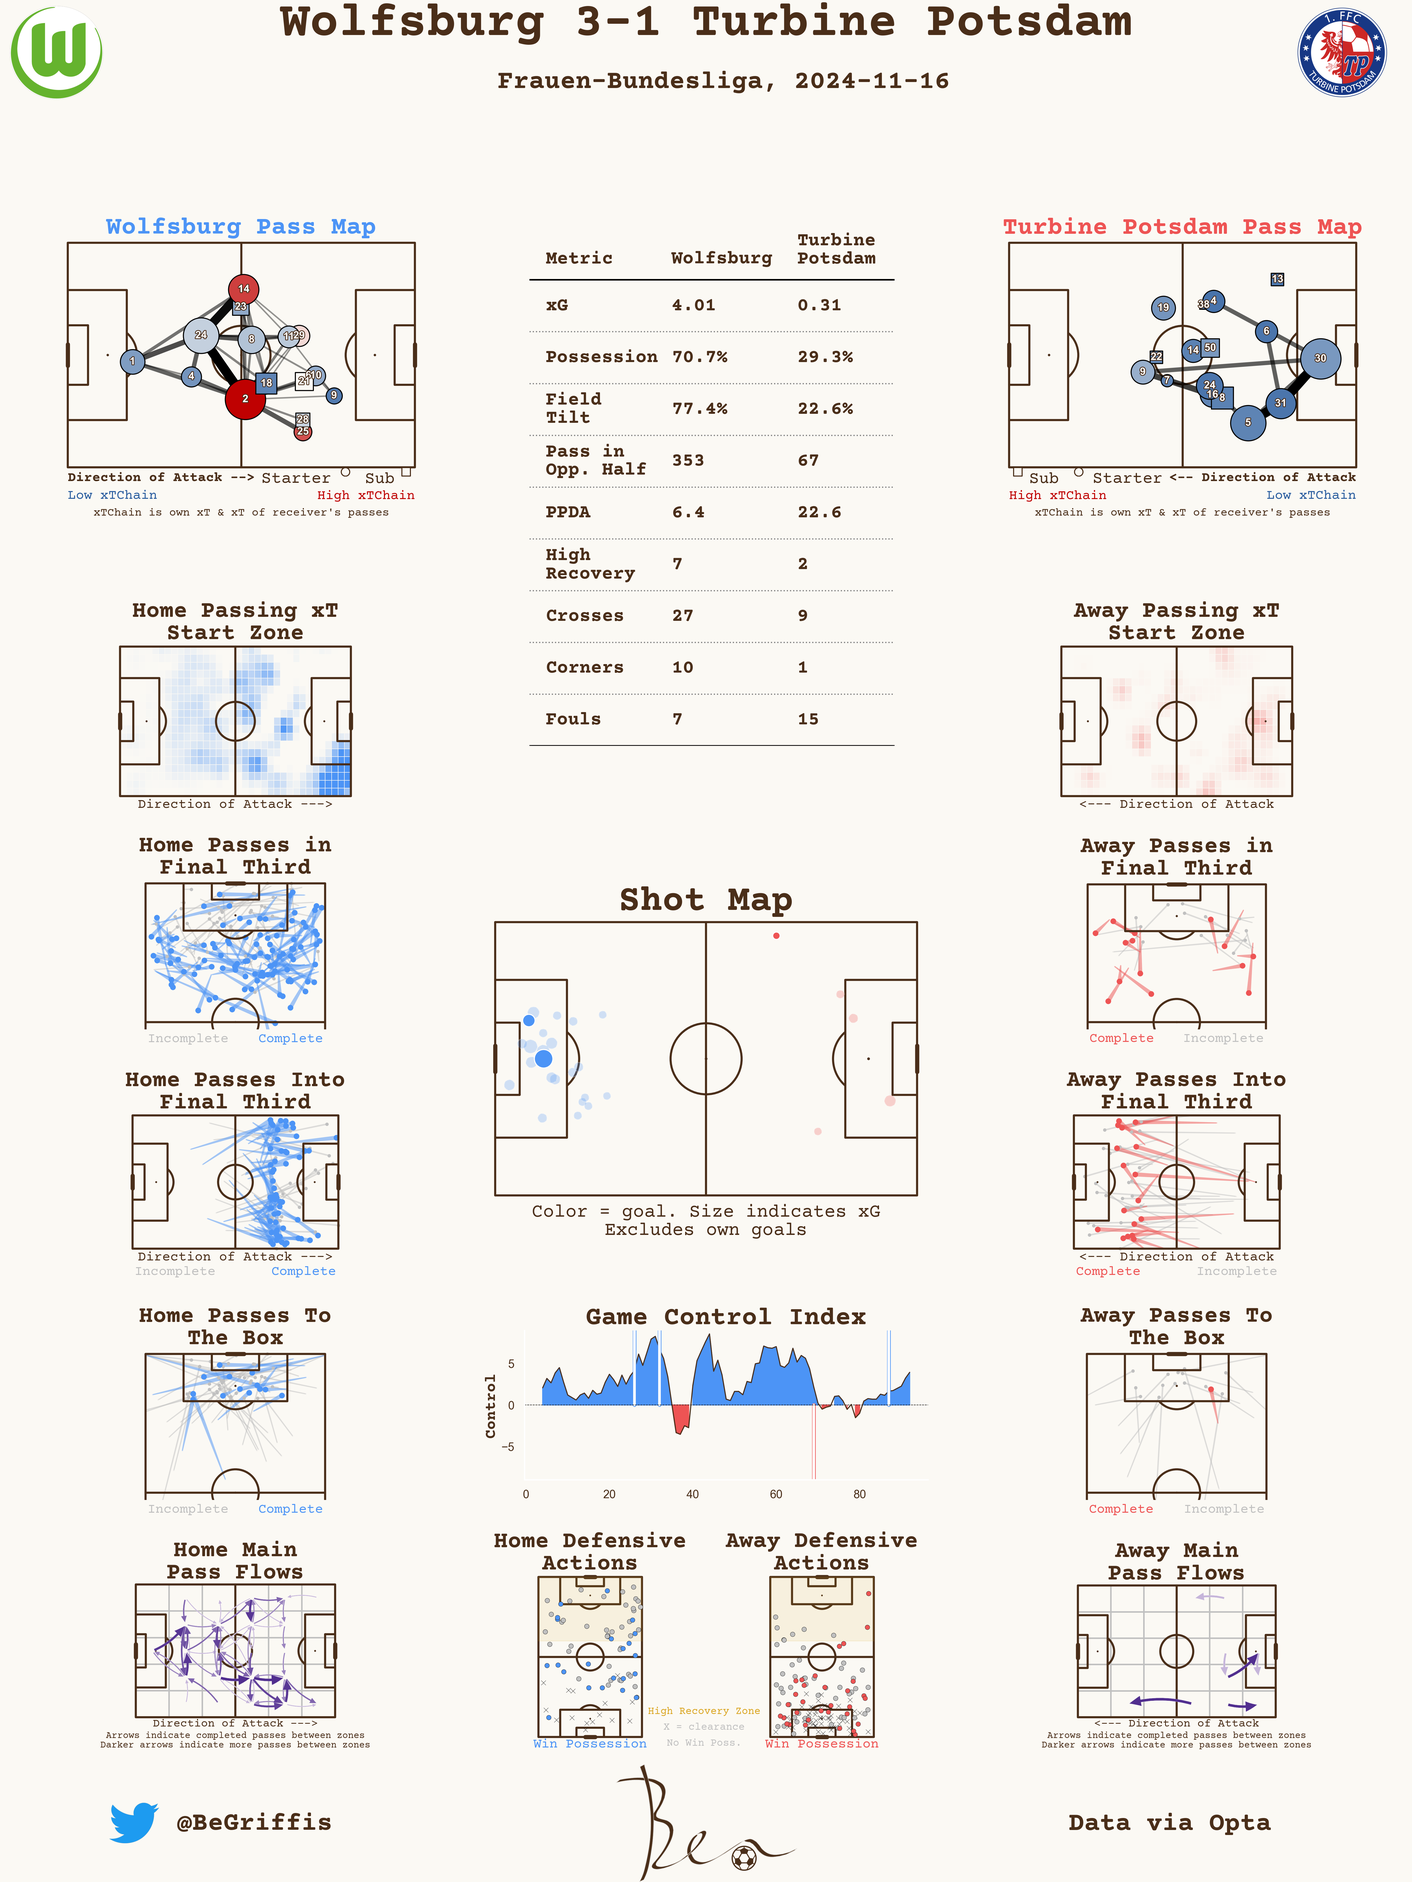 Wolfsburg 3-1 Turbine Potsdam
Frauen-Bundesliga, 2024-11-16
1. FFC
TP
TURBINE POTSDAM
Wolfsburg Pass Map
14
23
24
8
11
29
1
4
18
21
10
2
9
28
25
Direction of Attack --> Starter Sub
Low xTChain High xTChain
xTChain is own xT & xT of receiver's passes
Metric Wolfsburg Turbine Potsdam
xG 4.01 0.31
Possession 70.7% 29.3%
Field Tilt 77.4% 22.6%
Pass in Opp. Half 353 67
PPDA 6.4 22.6
High Recovery 7 2
Crosses 27 9
Corners 10 1
Fouls 7 15
Turbine Potsdam Pass Map
13
19
38
4
6
14
50
22
30
9
7
24
16
8
31
5
Sub Starter <-- Direction of Attack
High xTChain Low xTChain
xTChain is own xT & xT of receiver's passes
Home Passing xT
Start Zone
Direction of Attack --->
Away Passing xT
Start Zone
<--- Direction of Attack
Home Passes in
Final Third
Incomplete Complete
Away Passes in
Final Third
Complete Incomplete
Shot Map
Color = goal. Size indicates xG
Excludes own goals
Home Passes Into
Final Third
Direction of Attack --->
Incomplete Complete
Away Passes Into
Final Third
<--- Direction of Attack
Complete Incomplete
Home Passes To
The Box
Incomplete Complete
Game Control Index
Control
5
0
−5
0 20 40 60 80
Away Passes To
The Box
Complete Incomplete
Home Main
Pass Flows
Direction of Attack --->
Arrows indicate completed passes between zones
Darker arrows indicate more passes between zones
Home Defensive
Actions
Win Possession
High Recovery Zone
X = clearance
No Win Poss.
Away Defensive
Actions
Win Possession
Away Main
Pass Flows
<--- Direction of Attack
Arrows indicate completed passes between zones
Darker arrows indicate more passes between zones
@BeGriffis
Ben
Data via Opta